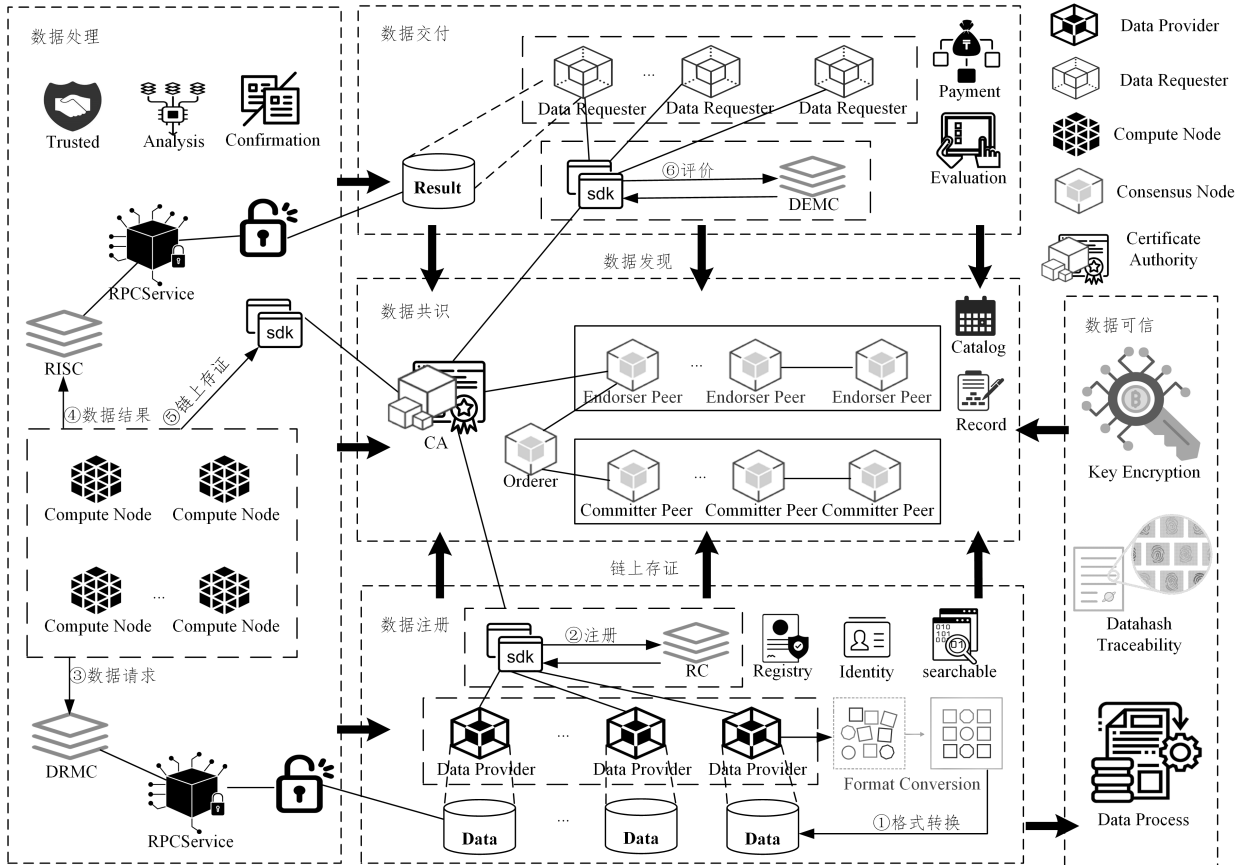 数据处理
Trusted
Analysis
Confirmation
RPCService
RISC
sdk
④数据结果
⑤链上存证
Compute Node
Compute Node
Compute Node
...
Compute Node
③数据请求
DRMC
RPCService
数据交付
...
Data Requester
Data Requester
Data Requester
Payment
Result
sdk
⑥评价
DEMC
Evaluation
数据发现
数据共识
CA
Endorser Peer
...
Endorser Peer
Endorser Peer
Orderer
Committer Peer
...
Committer Peer
Committer Peer
Catalog
Record
链上存证
数据注册
sdk
②注册
RC
Registry
Identity
010
101
0
01
searchable
Data Provider
...
Data Provider
Data Provider
Format Conversion
①格式转换
Data
...
Data
Data
Data Provider
Data Requester
Compute Node
Consensus Node
Certificate
Authority
数据可信
Key Encryption
Datahash
Traceability
Data Process